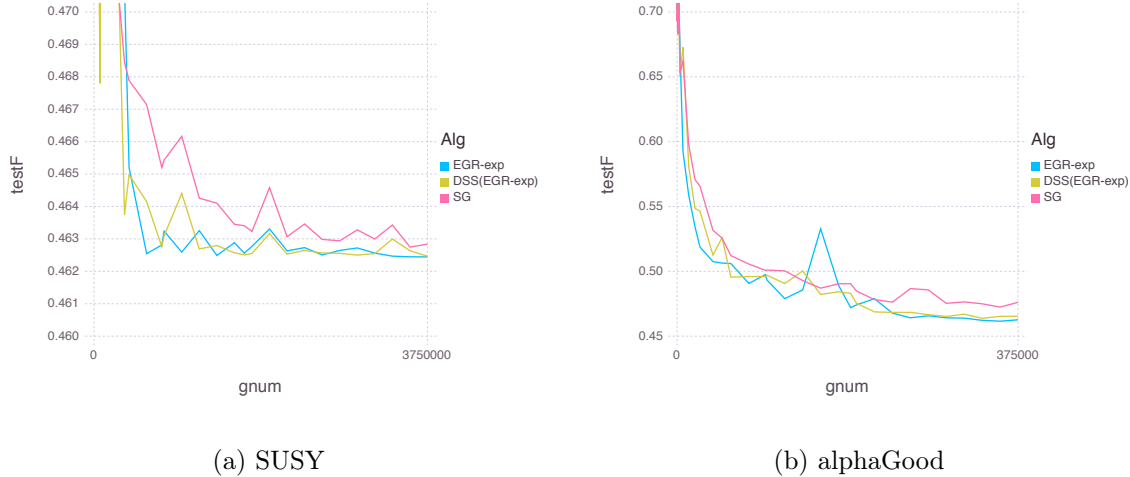 0.470
0.469
0.468
0.467
0.466
0.465
0.464
0.463
0.462
0.461
0.460
testF
0
3750000
gnum
Alg
EGR-exp
DSS(EGR-exp)
SG
(a) SUSY
0.70
0.65
0.60
0.55
0.50
0.45
testF
0
375000
gnum
Alg
EGR-exp
DSS(EGR-exp)
SG
(b) alphaGood